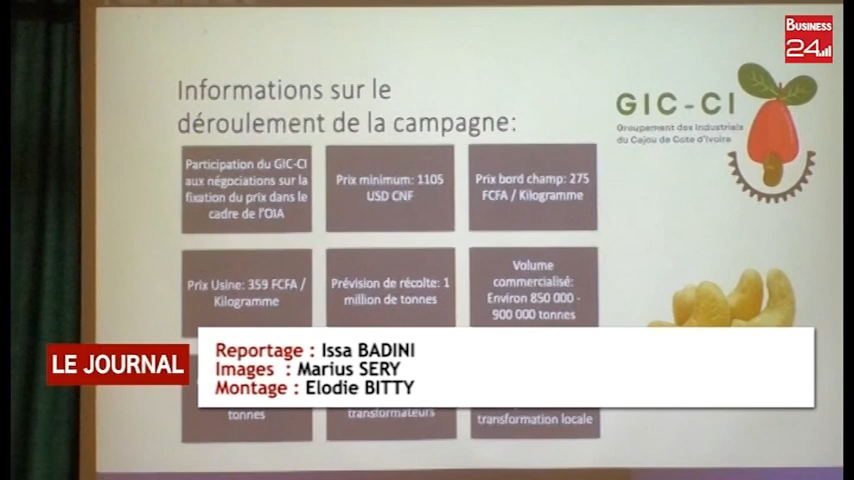 BUSINESS
24
Informations sur le
déroulement de la campagne:
GIC-CI
Groupement des Industriels
du Cajou de Cote d'Ivoire
Participation du GIC-CI
aux négociations sur la
fixation du prix dans le
cadre de l'OIA
Prix minimum: 1105
USD CNF
Prix bord champ: 275
FCFA / Kilogramme
Prix Usine: 359 FCFA /
Kilogramme
Prévision de récolte: 1
million de tonnes
Volume
commercialisé:
Environ 850 000 -
900 000 tonnes
LE JOURNAL
Reportage : Issa BADINI
Images : Marius SERY
Montage : Elodie BITTY
tonnes
transformateurs
transformation locale